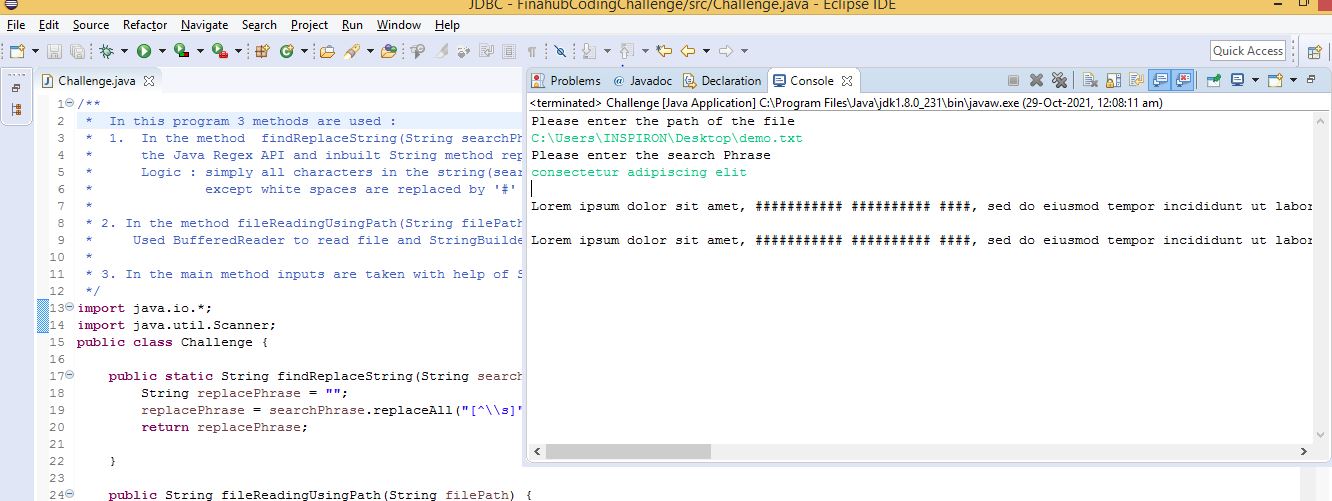 JDBC - FinahubCodingChallenge/src/Challenge.java - Eclipse IDE
File Edit Source Refactor Navigate Search Project Run Window Help
Quick Access
Challenge.java
1 /**
2 * In this program 3 methods are used :
3 * 1. In the method findReplaceString(String searchPh
4 * the Java Regex API and inbuilt String method rep
5 * Logic : simply all characters in the string(sear
6 * except white spaces are replaced by '#'
7 *
8 * 2. In the method fileReadingUsingPath(String filePath
9 * Used BufferedReader to read file and StringBuilde
10 *
11 * 3. In the main method inputs are taken with help of S
12 */
13 import java.io.*;
14 import java.util.Scanner;
15 public class Challenge {
16
17 public static String findReplaceString(String search
18 String replacePhrase = "";
19 replacePhrase = searchPhrase.replaceAll("[^\\s]"
20 return replacePhrase;
21
22 }
23
24 public String fileReadingUsingPath(String filePath) {
Problems @ Javadoc Declaration Console
<terminated> Challenge [Java Application] C:\Program Files\Java\jdk1.8.0_231\bin\javaw.exe (29-Oct-2021, 12:08:11 am)
Please enter the path of the file
C:\Users\INSPIRON\Desktop\demo.txt
Please enter the search Phrase
consectetur adipiscing elit
Lorem ipsum dolor sit amet, ########### ########## ####, sed do eiusmod tempor incididunt ut labor
Lorem ipsum dolor sit amet, ########### ########## ####, sed do eiusmod tempor incididunt ut labor